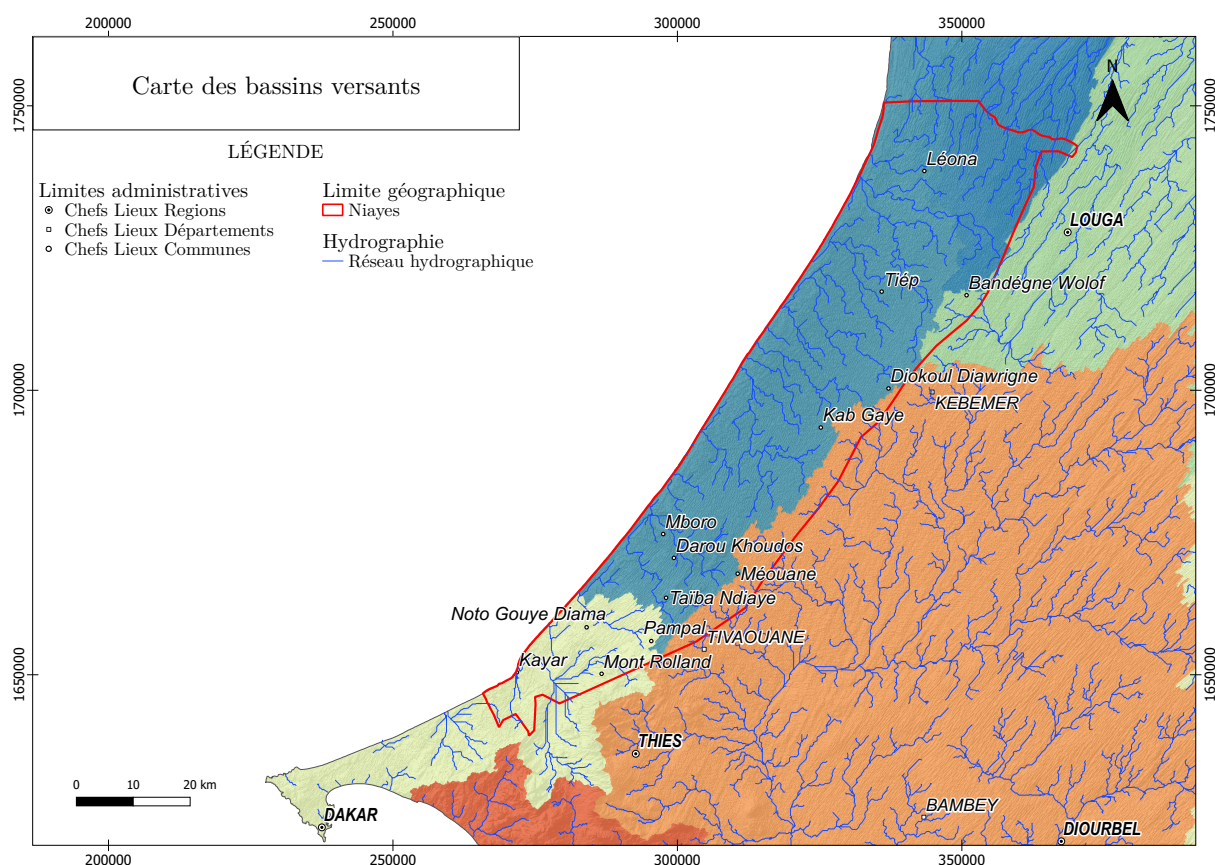 200000 250000 300000 350000
Carte des bassins versants
N
1750000 1750000
LÉGENDE
Limites administratives
Chefs Lieux Regions
Chefs Lieux Départements
Chefs Lieux Communes
Limite géographique
Niayes
Hydrographie
Réseau hydrographique
Léona
LOUGA
Tiép
Bandégne Wolof
1700000 1700000
Diokoul Diawrigne
KEBEMER
Kab Gaye
Mboro
Darou Khoudos
Méouane
Taïba Ndiaye
Noto Gouye Diama
Pampal
TIVAOUANE
Kayar
Mont Rolland
1650000 1650000
THIES
0 10 20 km
DAKAR
BAMBEY
DIOURBEL
200000 250000 300000 350000